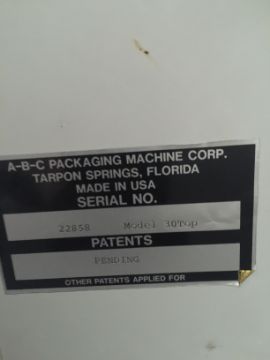 A-B-C PACKAGING MACHINE CORP.
TARPON SPRINGS, FLORIDA
MADE IN USA
SERIAL NO.
22858 Model 30Top
PATENTS
PENDING
OTHER PATENTS APPLIED FOR